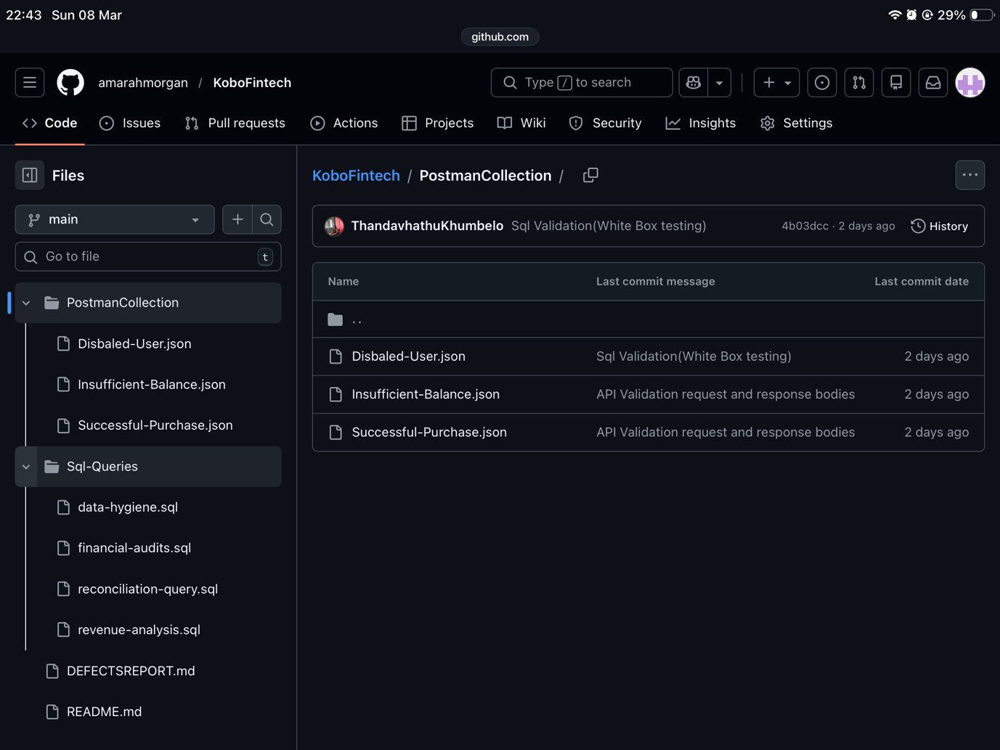 22:43 Sun 08 Mar 29%
github.com
amarahmorgan / KoboFintech
Type / to search
Code Issues Pull requests Actions Projects Wiki Security Insights Settings
Files
main
Go to file t
PostmanCollection
Disbaled-User.json
Insufficient-Balance.json
Successful-Purchase.json
Sql-Queries
data-hygiene.sql
financial-audits.sql
reconciliation-query.sql
revenue-analysis.sql
DEFECTSREPORT.md
README.md
KoboFintech / PostmanCollection /
ThandavhathuKhumbelo Sql Validation(White Box testing) 4b03dcc · 2 days ago History
Name Last commit message Last commit date
..
Disbaled-User.json Sql Validation(White Box testing) 2 days ago
Insufficient-Balance.json API Validation request and response bodies 2 days ago
Successful-Purchase.json API Validation request and response bodies 2 days ago